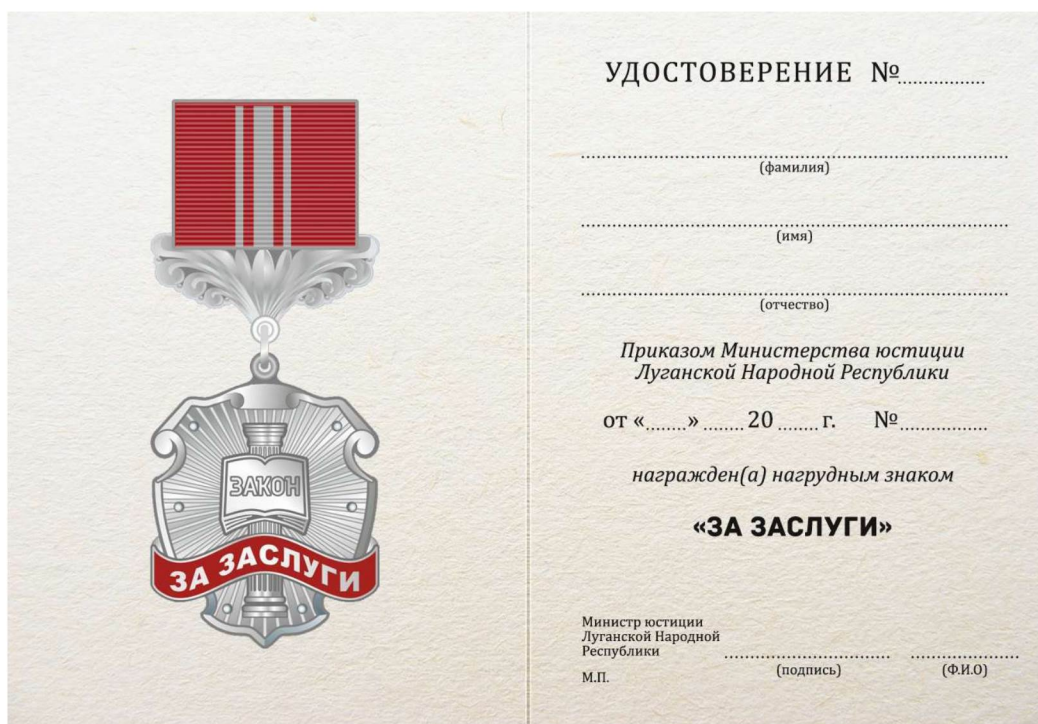 ЗАКОН
ЗА ЗАСЛУГИ
УДОСТОВЕРЕНИЕ №................
(фамилия)
(имя)
(отчество)
Приказом Министерства юстиции
Луганской Народной Республики
от «........» ........ 20 ........ г. №................
награжден(а) нагрудным знаком
«ЗА ЗАСЛУГИ»
Министр юстиции
Луганской Народной
Республики
(подпись) (Ф.И.О)
М.П.